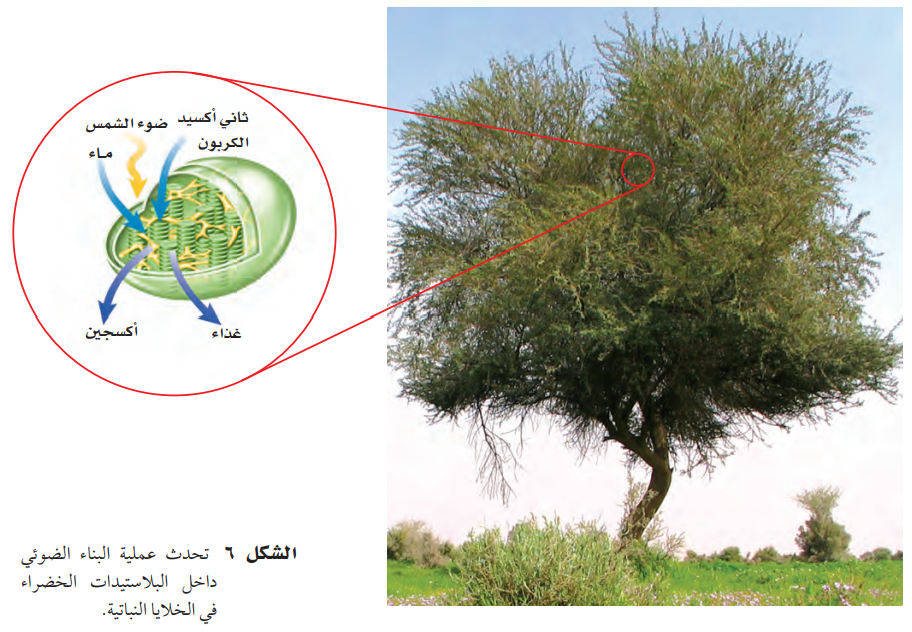 ثاني أكسيد
الكربون
ضوء الشمس
ماء
أكسجين
غذاء
الشكل ٦ تحدث عملية البناء الضوئي
داخل البلاستيدات الخضراء
في الخلايا النباتية.